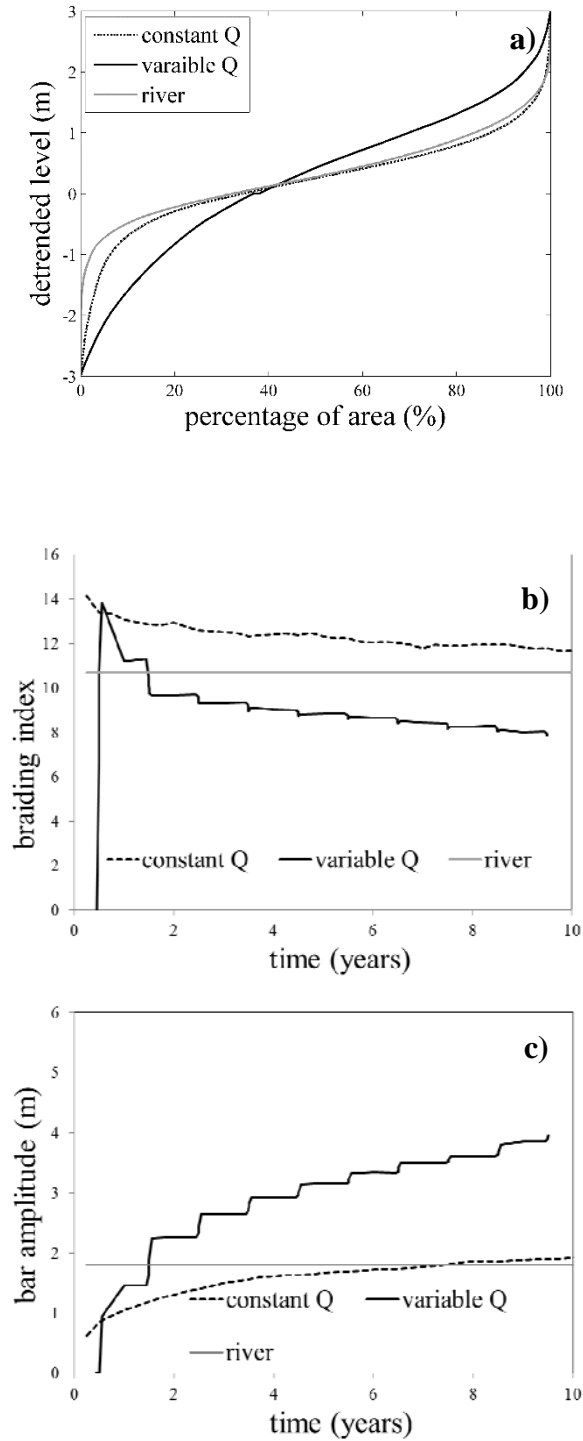 a)
constant Q
varaible Q
river
3
2
1
0
-1
-2
-3
detrended level (m)
0 20 40 60 80 100
percentage of area (%)
b)
16
14
12
10
8
6
4
2
0
braiding index
constant Q variable Q river
0 2 4 6 8 10
time (years)
c)
6
5
4
3
2
1
0
bar amplitude (m)
constant Q variable Q
river
0 2 4 6 8 10
time (years)